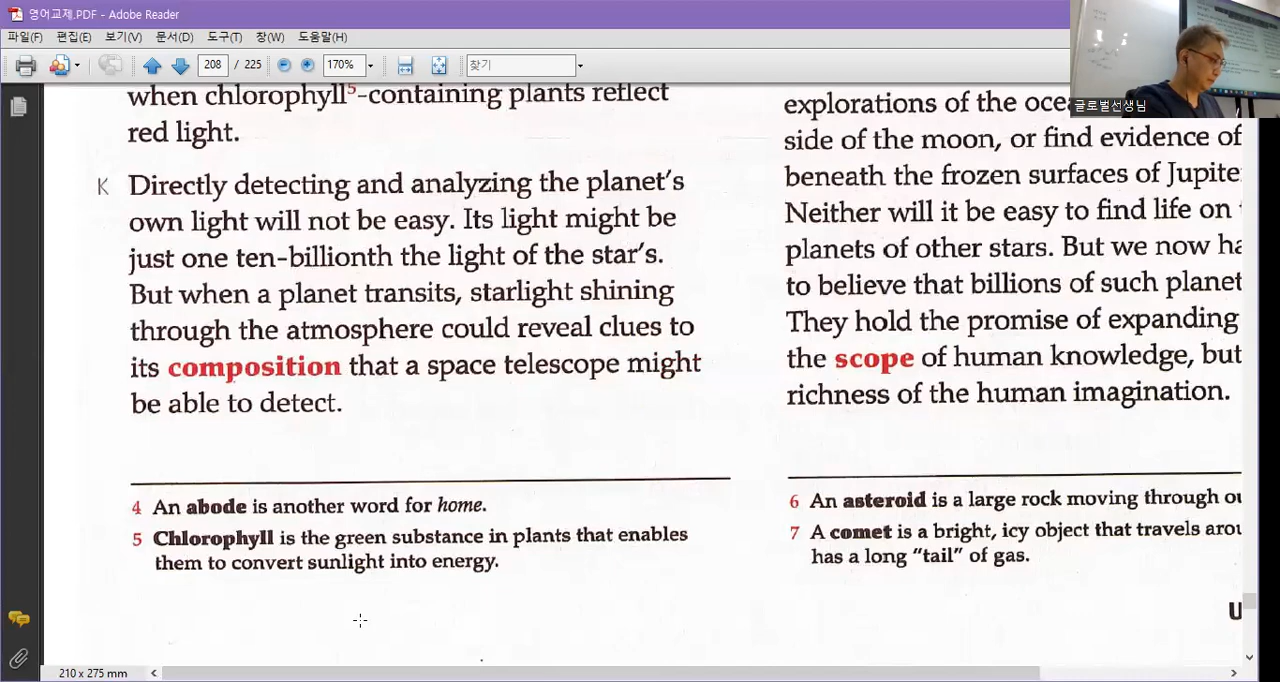 영어교제.PDF - Adobe Reader
파일(F) 편집(E) 보기(V) 문서(D) 도구(T) 창(W) 도움말(H)
208 / 225 170% 찾기
글로벌선생님
when chlorophyll5-containing plants reflect
red light.
K Directly detecting and analyzing the planet's
own light will not be easy. Its light might be
just one ten-billionth the light of the star's.
But when a planet transits, starlight shining
through the atmosphere could reveal clues to
its composition that a space telescope might
be able to detect.
4 An abode is another word for home.
5 Chlorophyll is the green substance in plants that enables
them to convert sunlight into energy.
explorations of the
side of the moon, or find evidence of
beneath the frozen surfaces of
Neither will it be easy to find life on
planets of other stars. But we now
to believe that billions of such
They hold the promise of expanding
the scope of human knowledge, but
richness of the human imagination.
6 An asteroid is a large rock moving through
7 A comet is a bright, icy object that travels
has a long "tail" of gas.
210 x 275 mm